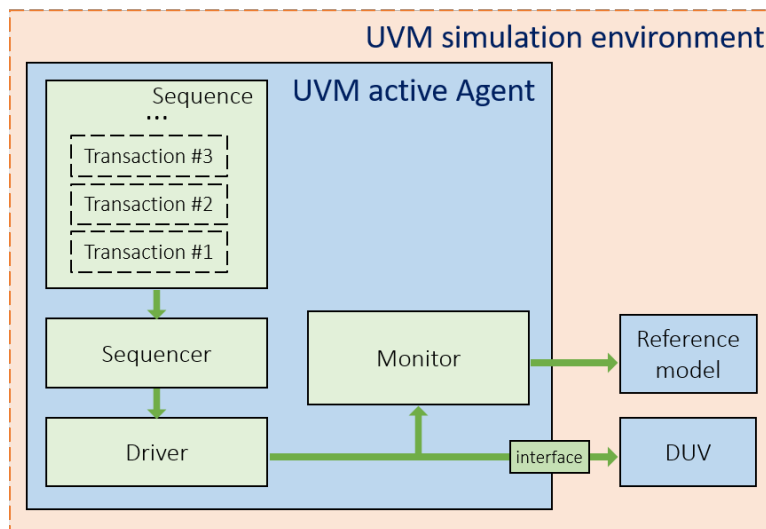 UVM simulation environment
UVM active Agent
Sequence
...
Transaction #3
Transaction #2
Transaction #1
Sequencer
Monitor
Reference
model
Driver
interface
DUV